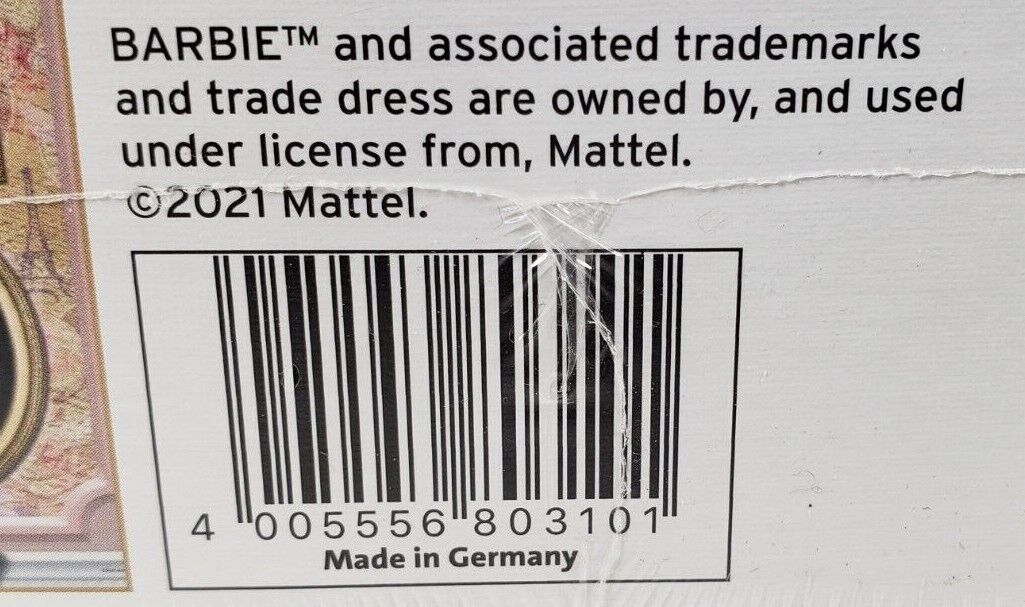 BARBIE™ and associated trademarks
and trade dress are owned by, and used
under license from, Mattel.
©2021 Mattel.
4 005556 803101
Made in Germany